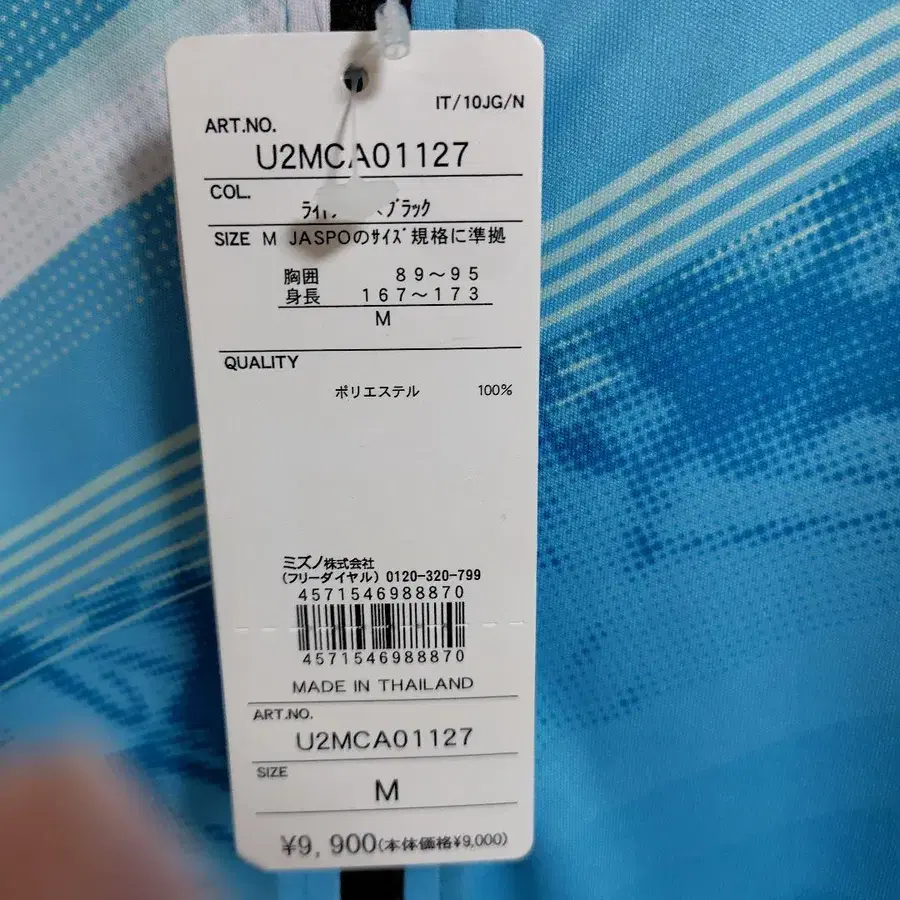 IT/10JG/N
ART.NO.
U2MCA01127
COL.
ブラック
SIZE M JASPOのサイズ規格に準拠
胸囲 89〜95
身長 167〜173
M
QUALITY
ポリエステル 100%
ミズノ株式会社
(フリーダイヤル) 0120-320-799
4571546988870
4571546988870
MADE IN THAILAND
ART.NO.
U2MCA01127
SIZE
M
¥9,900(本体価格¥9,000)